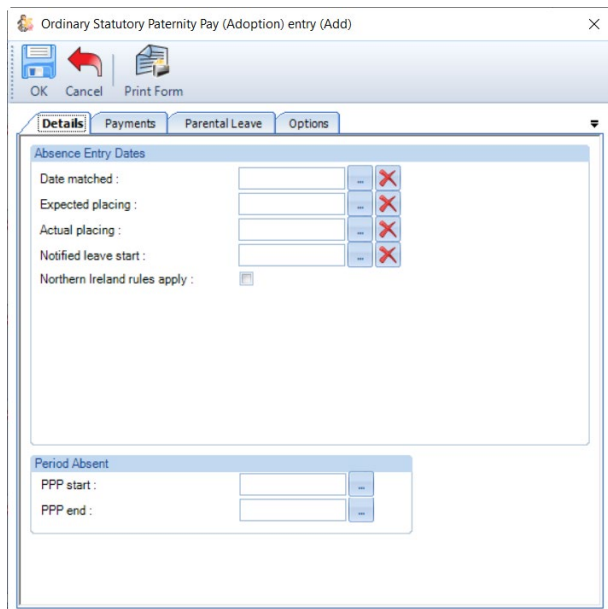 Ordinary Statutory Paternity Pay (Adoption) entry (Add)
OK Cancel Print Form
Details Payments Parental Leave Options
Absence Entry Dates
Date matched : ...
Expected placing : ...
Actual placing : ...
Notified leave start : ...
Northern Ireland rules apply :
Period Absent
PPP start : ...
PPP end : ...